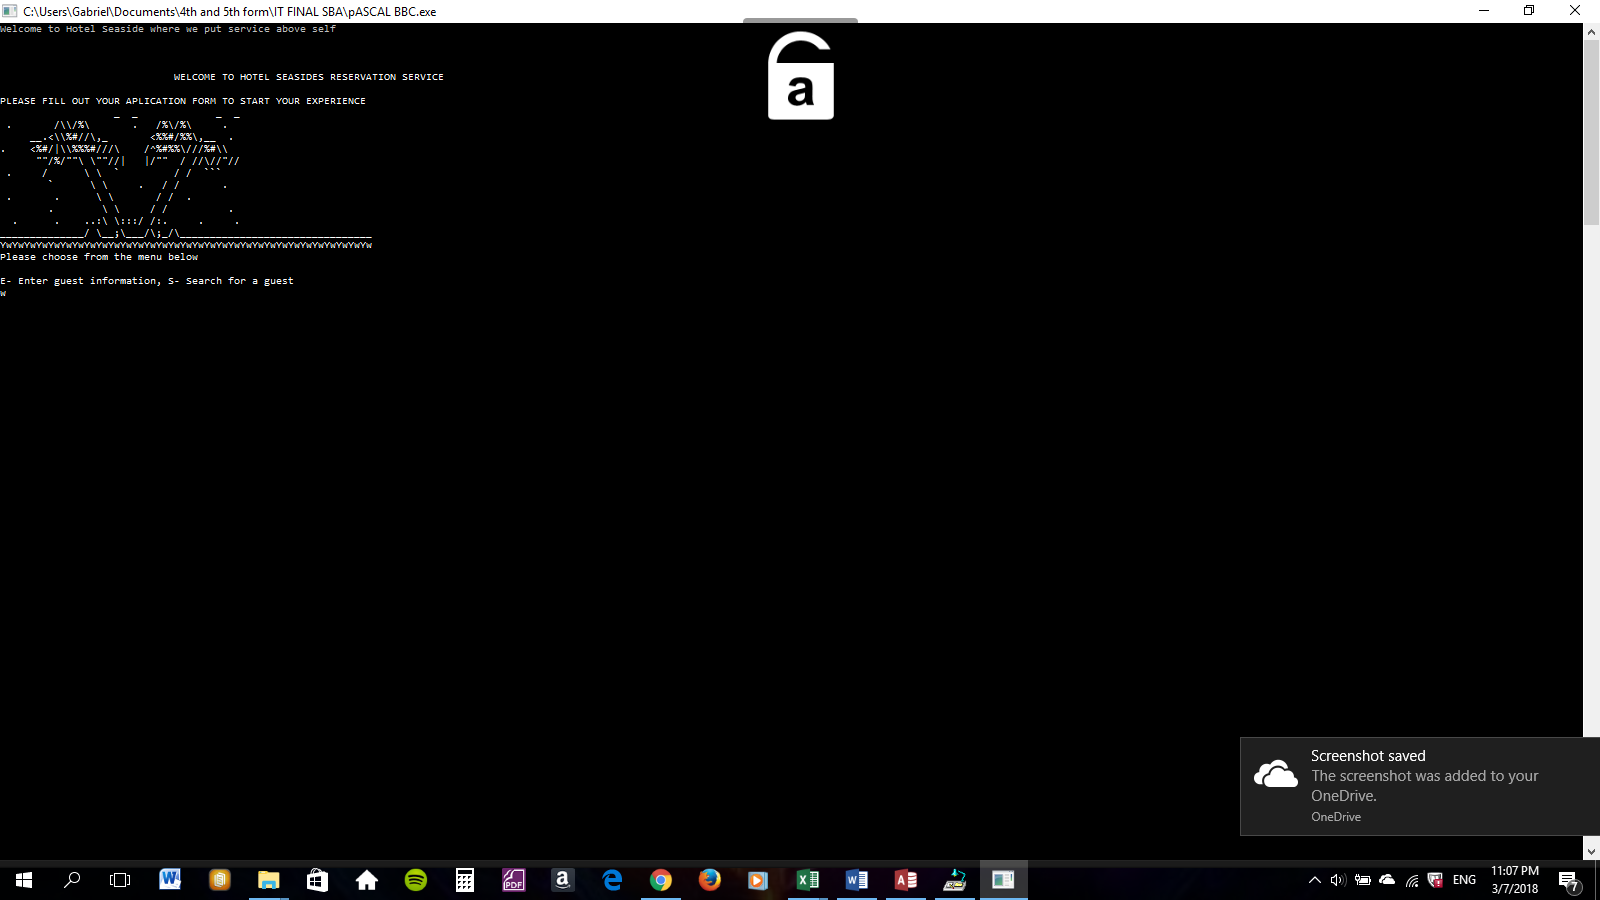 C:\Users\Gabriel\Documents\4th and 5th form\IT FINAL SBA\pASCAL BBC.exe
Welcome to Hotel Seaside where we put service above self
a
WELCOME TO HOTEL SEASIDES RESERVATION SERVICE
PLEASE FILL OUT YOUR APLICATION FORM TO START YOUR EXPERIENCE
YwYwYwYwYwYwYwYwYwYwYwYwYwYwYwYwYwYwYwYwYwYwYwYwYwYwYwYwYwYwYw
Please choose from the menu below
E- Enter guest information, S- Search for a guest
w
Screenshot saved
The screenshot was added to your
OneDrive.
OneDrive
ENG
11:07 PM
3/7/2018
7